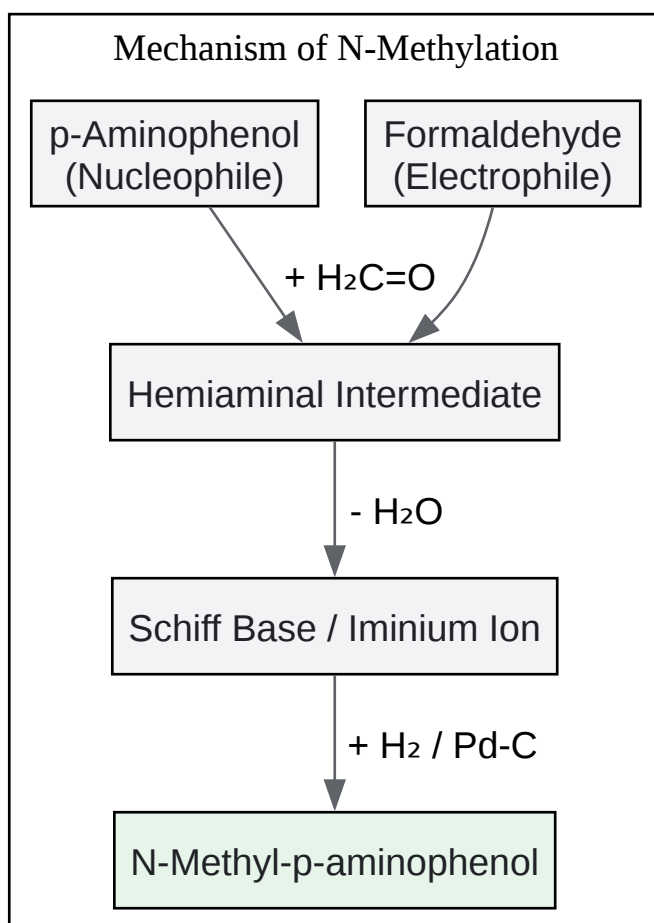 Mechanism of N-Methylation
p-Aminophenol
(Nucleophile)
Formaldehyde
(Electrophile)
+ H₂C=O
Hemiaminal Intermediate
- H₂O
Schiff Base / Iminium Ion
+ H₂ / Pd-C
N-Methyl-p-aminophenol